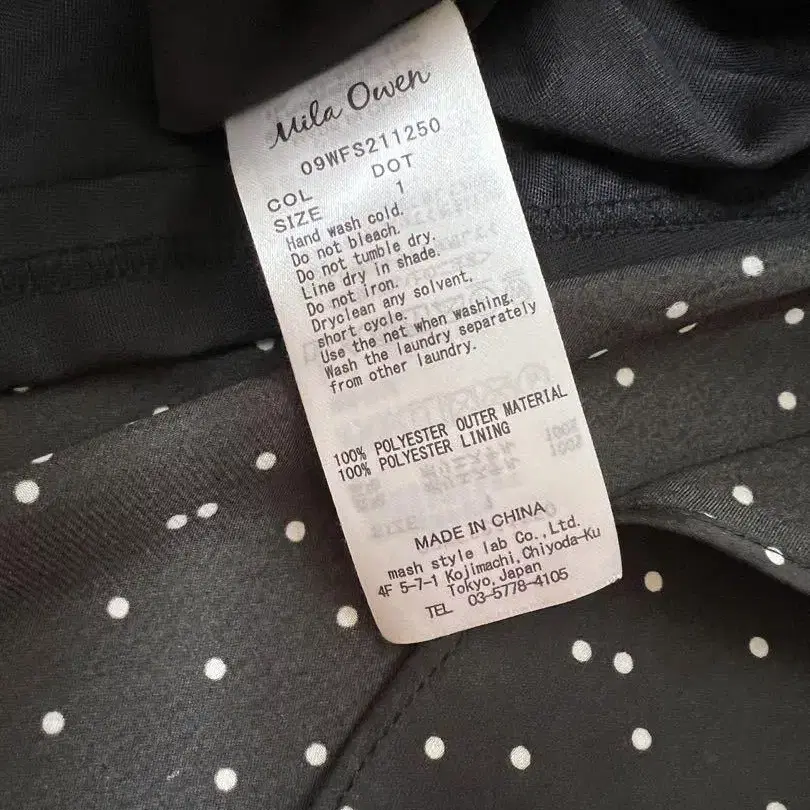 Mila Owen
09WFS211250
COL DOT
SIZE 1
Hand wash cold.
Do not bleach.
Do not tumble dry.
Line dry in shade.
Do not iron.
Dryclean any solvent,
short cycle.
Use the net when washing.
Wash the laundry separately
from other laundry.
100% POLYESTER OUTER MATERIAL
100% POLYESTER LINING
MADE IN CHINA
mash style lab Co.,Ltd.
4F 5-7-1 Kojimachi,Chiyoda-Ku
Tokyo,Japan
TEL 03-5778-4105